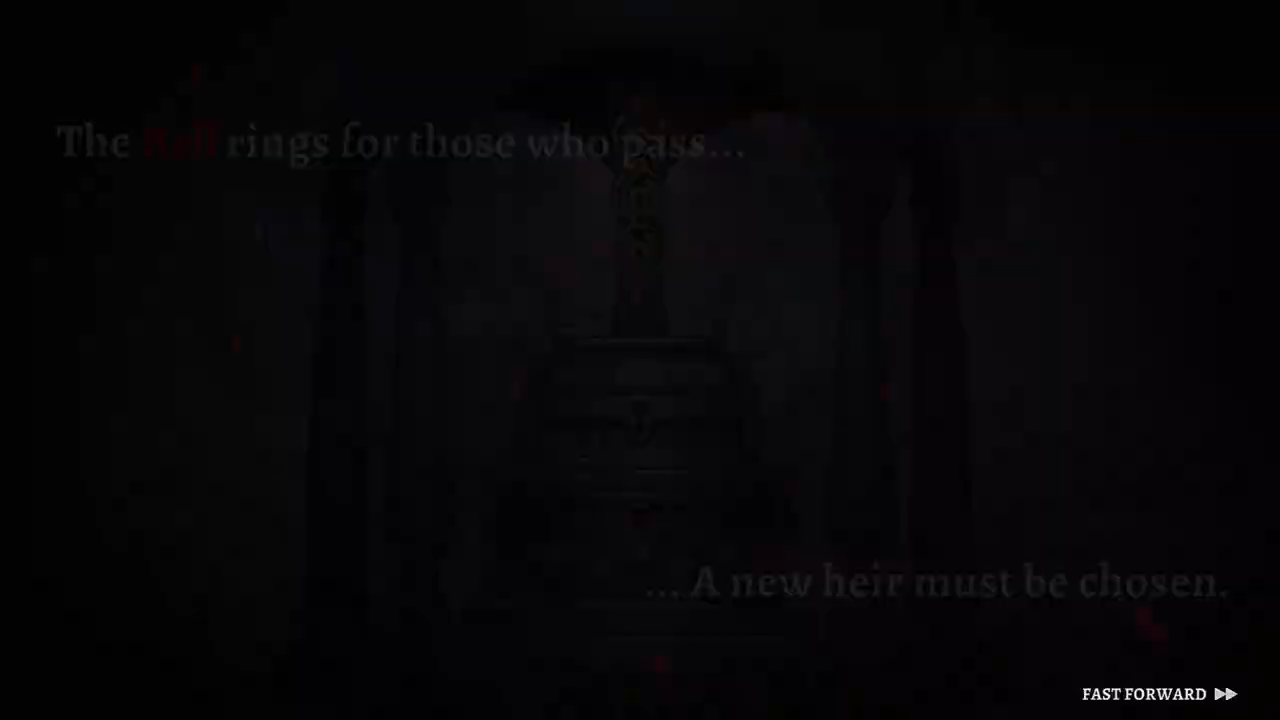 The Bell rings for those who pass...
... A new heir must be chosen.
FAST FORWARD